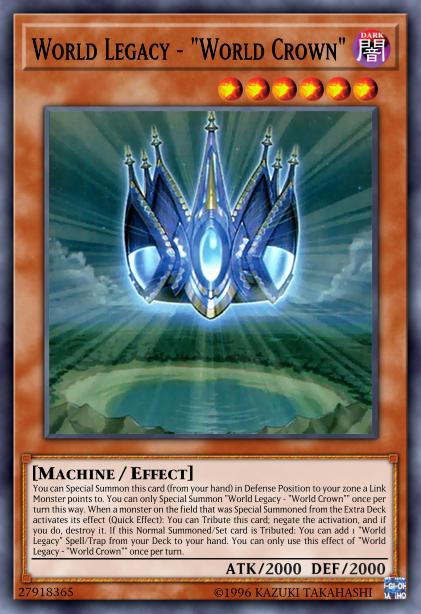 World Legacy - "World Crown"
DARK
闇
[Machine / Effect]
You can Special Summon this card (from your hand) in Defense Position to your zone a Link
Monster points to. You can only Special Summon "World Legacy - "World Crown"" once per
turn this way. When a monster on the field that was Special Summoned from the Extra Deck
activates its effect (Quick Effect): You can Tribute this card; negate the activation, and if
you do, destroy it. If this Normal Summoned/Set card is Tributed: You can add 1 "World
Legacy" Spell/Trap from your Deck to your hand. You can only use this effect of "World
Legacy - "World Crown"" once per turn.
ATK/2000 DEF/2000
27918365
©1996 KAZUKI TAKAHASHI